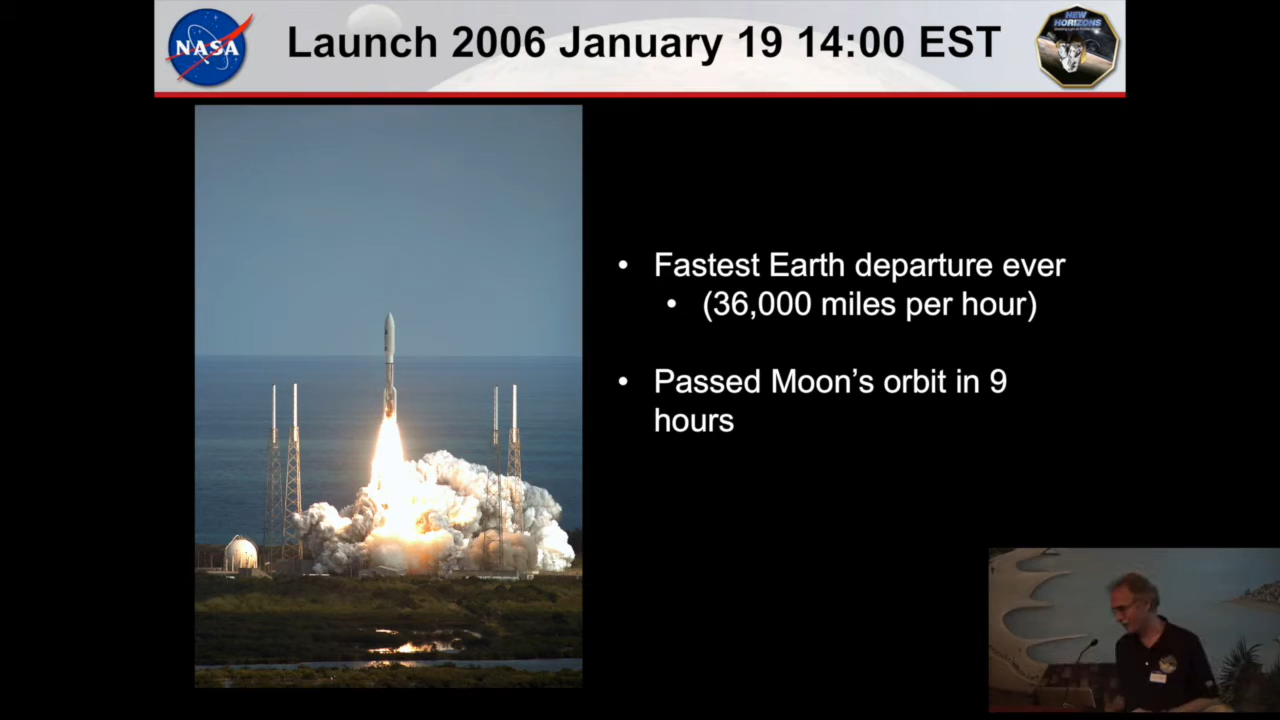 NASA
Launch 2006 January 19 14:00 EST
NEW
HORIZONS
• Fastest Earth departure ever
• (36,000 miles per hour)
• Passed Moon’s orbit in 9
hours